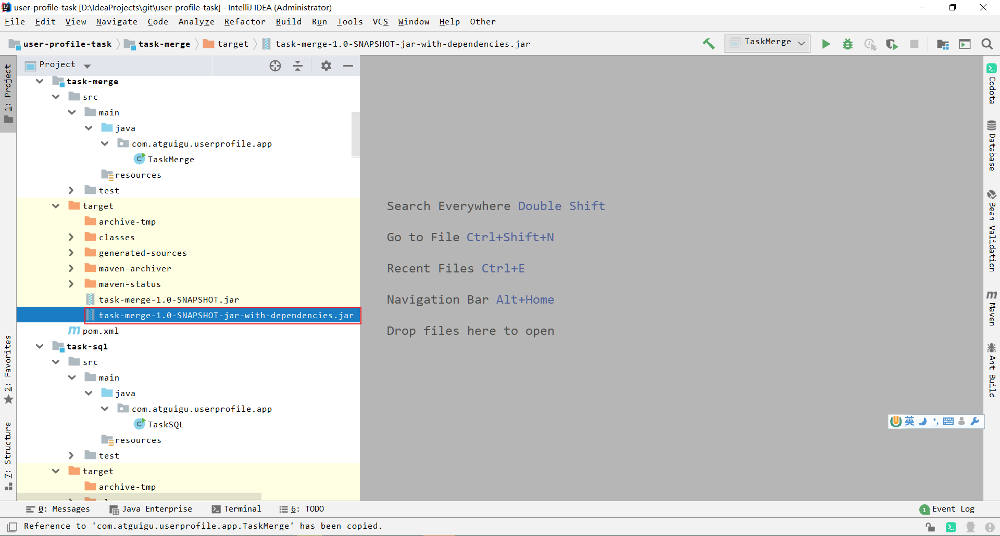 user-profile-task [D:\IdeaProjects\git\user-profile-task] - IntelliJ IDEA (Administrator)
File Edit View Navigate Code Analyze Refactor Build Run Tools VCS Window Help Other
user-profile-task task-merge target task-merge-1.0-SNAPSHOT-jar-with-dependencies.jar TaskMerge
Project
task-merge
src
main
java
com.atguigu.userprofile.app
TaskMerge
resources
test
target
archive-tmp
classes
generated-sources
maven-archiver
maven-status
task-merge-1.0-SNAPSHOT.jar
task-merge-1.0-SNAPSHOT-jar-with-dependencies.jar
pom.xml
task-sql
src
main
java
com.atguigu.userprofile.app
TaskSQL
resources
test
target
archive-tmp
1: Project
2: Favorites
7: Structure
Search Everywhere Double Shift
Go to File Ctrl+Shift+N
Recent Files Ctrl+E
Navigation Bar Alt+Home
Drop files here to open
Codota
Database
Bean Validation
Maven
Ant Build
英
0: Messages Java Enterprise Terminal 6: TODO 1 Event Log
Reference to 'com.atguigu.userprofile.app.TaskMerge' has been copied.